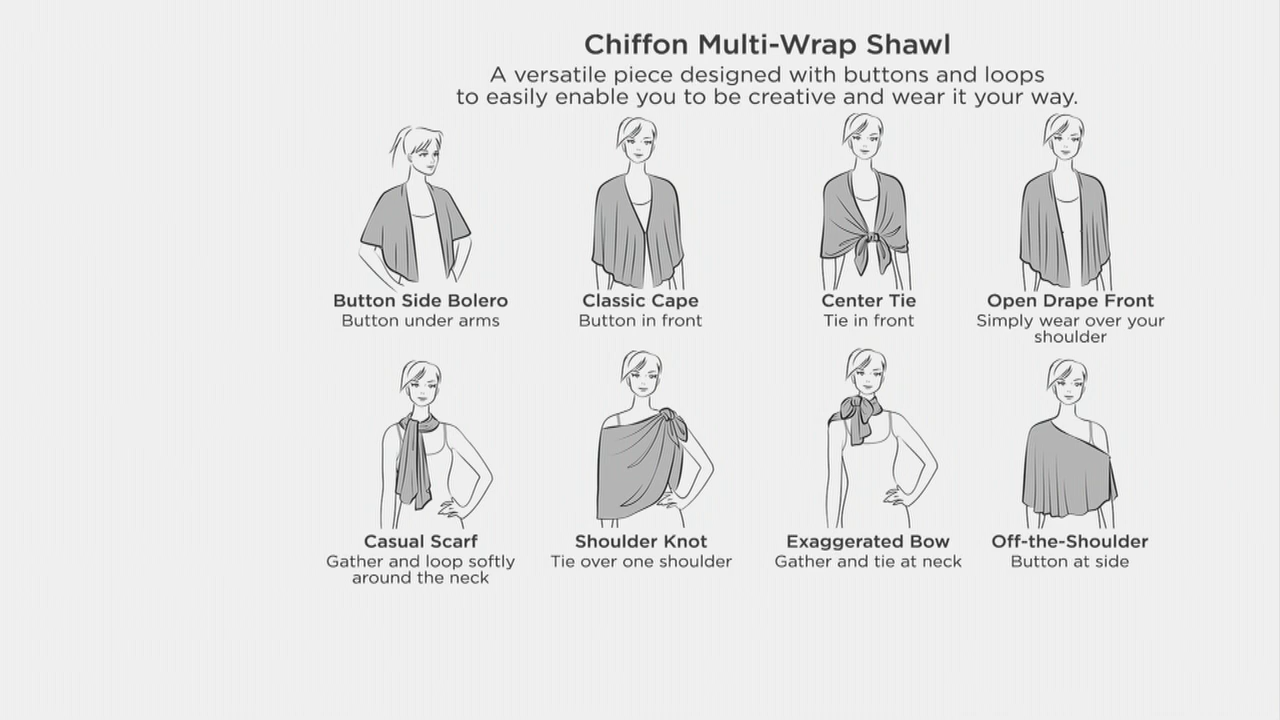 Chiffon Multi-Wrap Shawl
A versatile piece designed with buttons and loops
to easily enable you to be creative and wear it your way.
Button Side Bolero
Button under arms
Classic Cape
Button in front
Center Tie
Tie in front
Open Drape Front
Simply wear over your
shoulder
Casual Scarf
Gather and loop softly
around the neck
Shoulder Knot
Tie over one shoulder
Exaggerated Bow
Gather and tie at neck
Off-the-Shoulder
Button at side